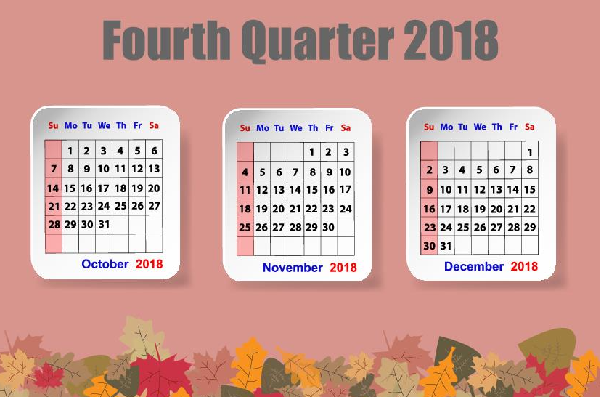 Fourth Quarter 2018
Su Mo Tu We Th Fr Sa
1 2 3 4 5 6
7 8 9 10 11 12 13
14 15 16 17 18 19 20
21 22 23 24 25 26 27
28 29 30 31
October 2018
Su Mo Tu We Th Fr Sa
1 2 3
4 5 6 7 8 9 10
11 12 13 14 15 16 17
18 19 20 21 22 23 24
25 26 27 28 29 30
November 2018
Su Mo Tu We Th Fr Sa
1
2 3 4 5 6 7 8
9 10 11 12 13 14 15
16 17 18 19 20 21 22
23 24 25 26 27 28 29
30 31
December 2018